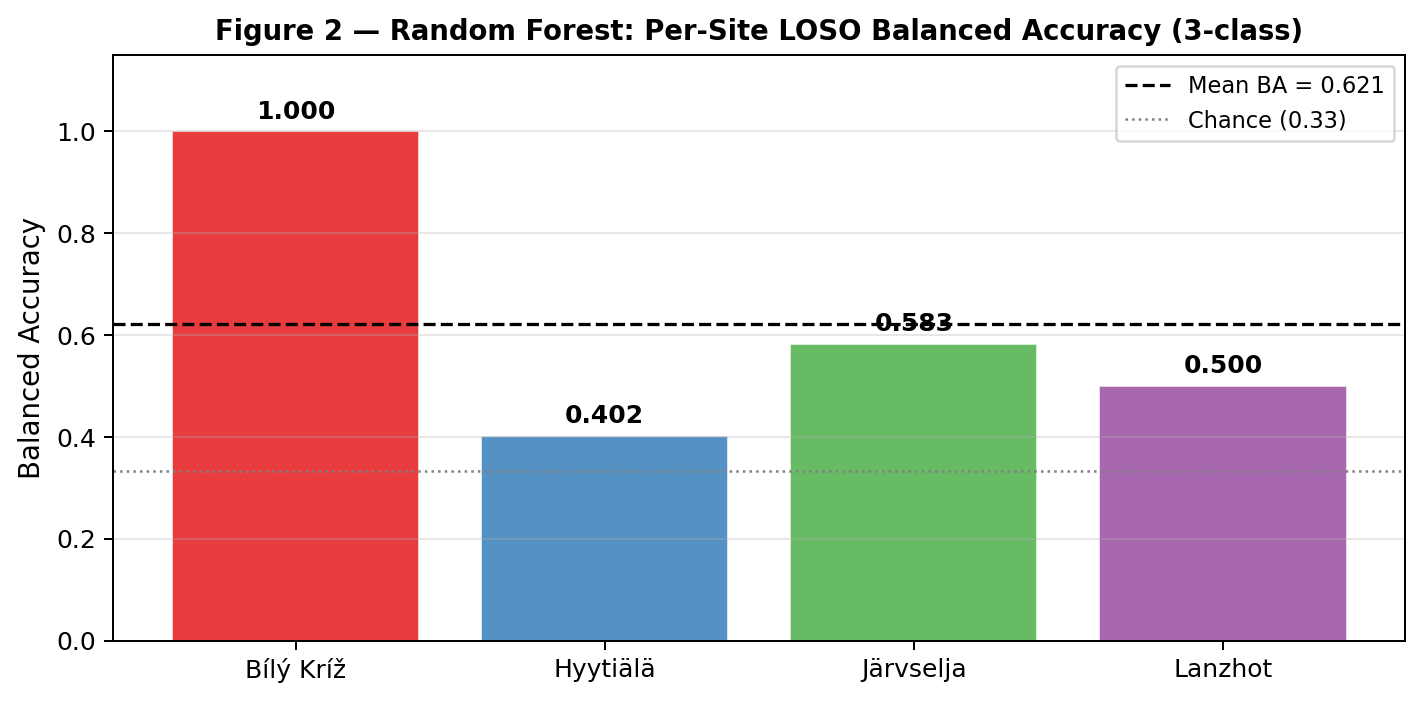 Figure 2 — Random Forest: Per-Site LOSO Balanced Accuracy (3-class)
Mean BA = 0.621
Chance (0.33)
Balanced Accuracy
1.0
0.8
0.6
0.4
0.2
0.0
1.000
0.402
0.583
0.500
Bílý Kríž
Hyytiälä
Järvselja
Lanzhot